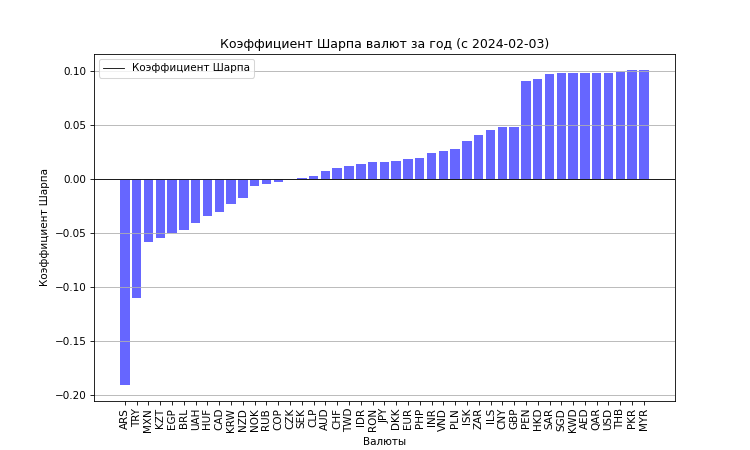 Коэффициент Шарпа валют за год (с 2024-02-03)
Коэффициент Шарпа
0.10
0.05
0.00
−0.05
−0.10
−0.15
−0.20
Коэффициент Шарпа
ARS TRY MXN KZT EGP BRL UAH HUF CAD KRW NZD NOK RUB COP CZK SEK CLP AUD CHF TWD IDR RON JPY DKK EUR PHP INR VND PLN ISK ZAR ILS CNY GBP PEN HKD SAR SGD KWD AED QAR USD THB PKR MYR
Валюты